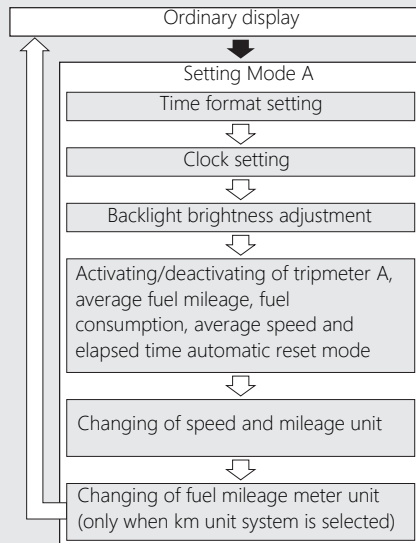 Ordinary display
Setting Mode A
Time format setting
Clock setting
Backlight brightness adjustment
Activating/deactivating of tripmeter A,
average fuel mileage, fuel
consumption, average speed and
elapsed time automatic reset mode
Changing of speed and mileage unit
Changing of fuel mileage meter unit
(only when km unit system is selected)